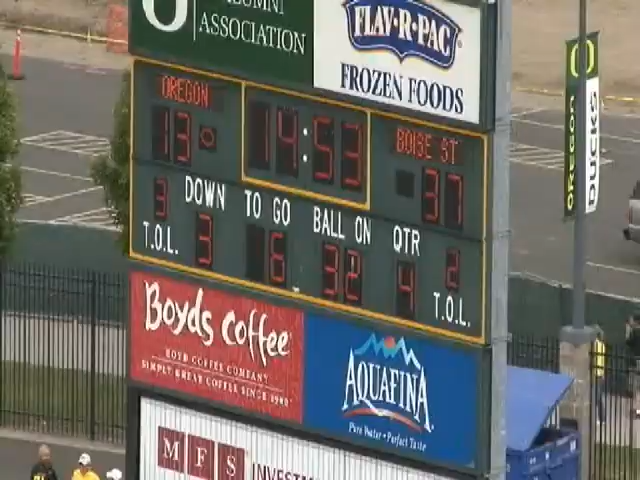 ALUMNI
ASSOCIATION
FLAV·R·PAC
FROZEN FOODS
OREGON
13
14:53
BOISE ST
37
3 DOWN TO GO BALL ON QTR 2
T.O.L. 3 16 32 4 T.O.L.
Boyds Coffee
BOYD COFFEE COMPANY
SIMPLY GREAT COFFEE SINCE 1900
AQUAFINA
Pure Water • Perfect Taste
MFS
OREGON
DUCKS